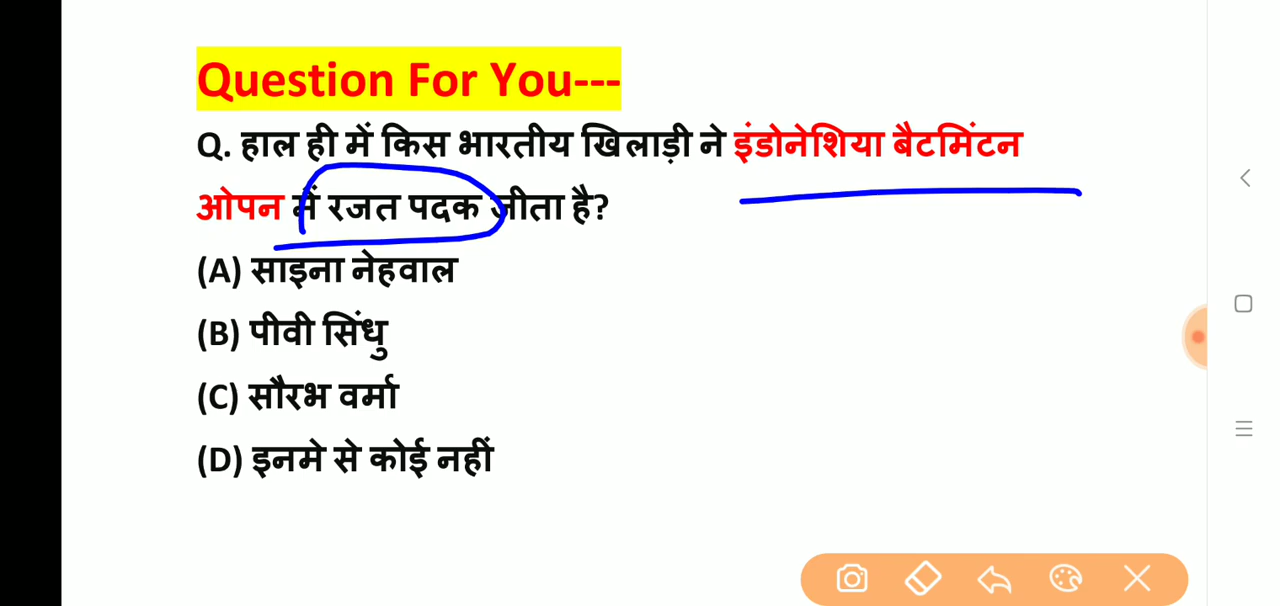 Question For You---
Q. हाल ही में किस भारतीय खिलाड़ी ने इंडोनेशिया बैटमिंटन
ओपन में रजत पदक जीता है?
(A) साइना नेहवाल
(B) पीवी सिंधु
(C) सौरभ वर्मा
(D) इनमे से कोई नहीं